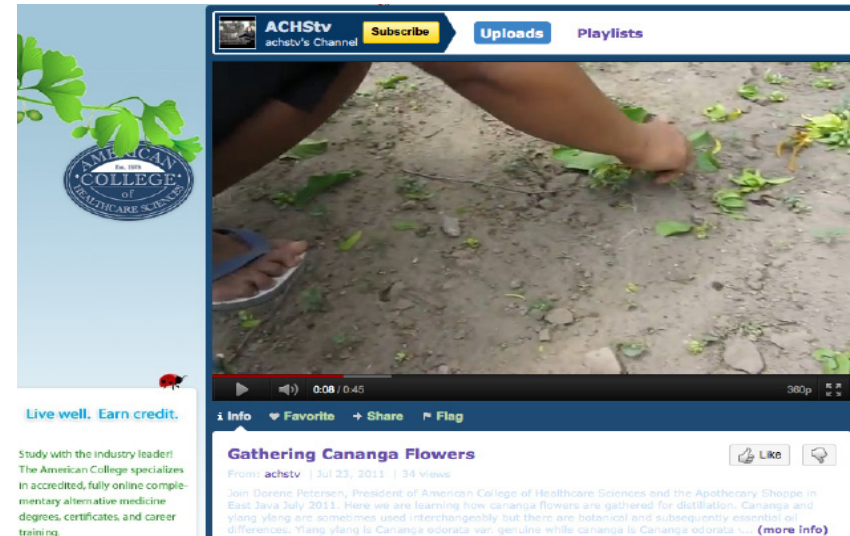 ACHStv
achstv's Channel
Subscribe
Uploads
Playlists
AMERICAN
Est. 1978
COLLEGE
of
HEALTHCARE SCIENCES
0:08 / 0:45
360p
Info
Favorite
Share
Flag
Live well. Earn credit.
Study with the industry leader!
The American College specializes
in accredited, fully online comple-
mentary alternative medicine
degrees, certificates, and career
training.
Gathering Cananga Flowers
Like
From: achstv | Jul 23, 2011 | 34 views
Join Dorene Petersen, President of American College of Healthcare Sciences and the Apothecary Shoppe in
East Java July 2011. Here we are learning how cananga flowers are gathered for distillation. Cananga and
ylang ylang are sometimes used interchangeably but there are botanical and subsequently essential oil
differences. Ylang ylang is Cananga odorata var. genuine while cananga is Cananga odorata v... (more info)